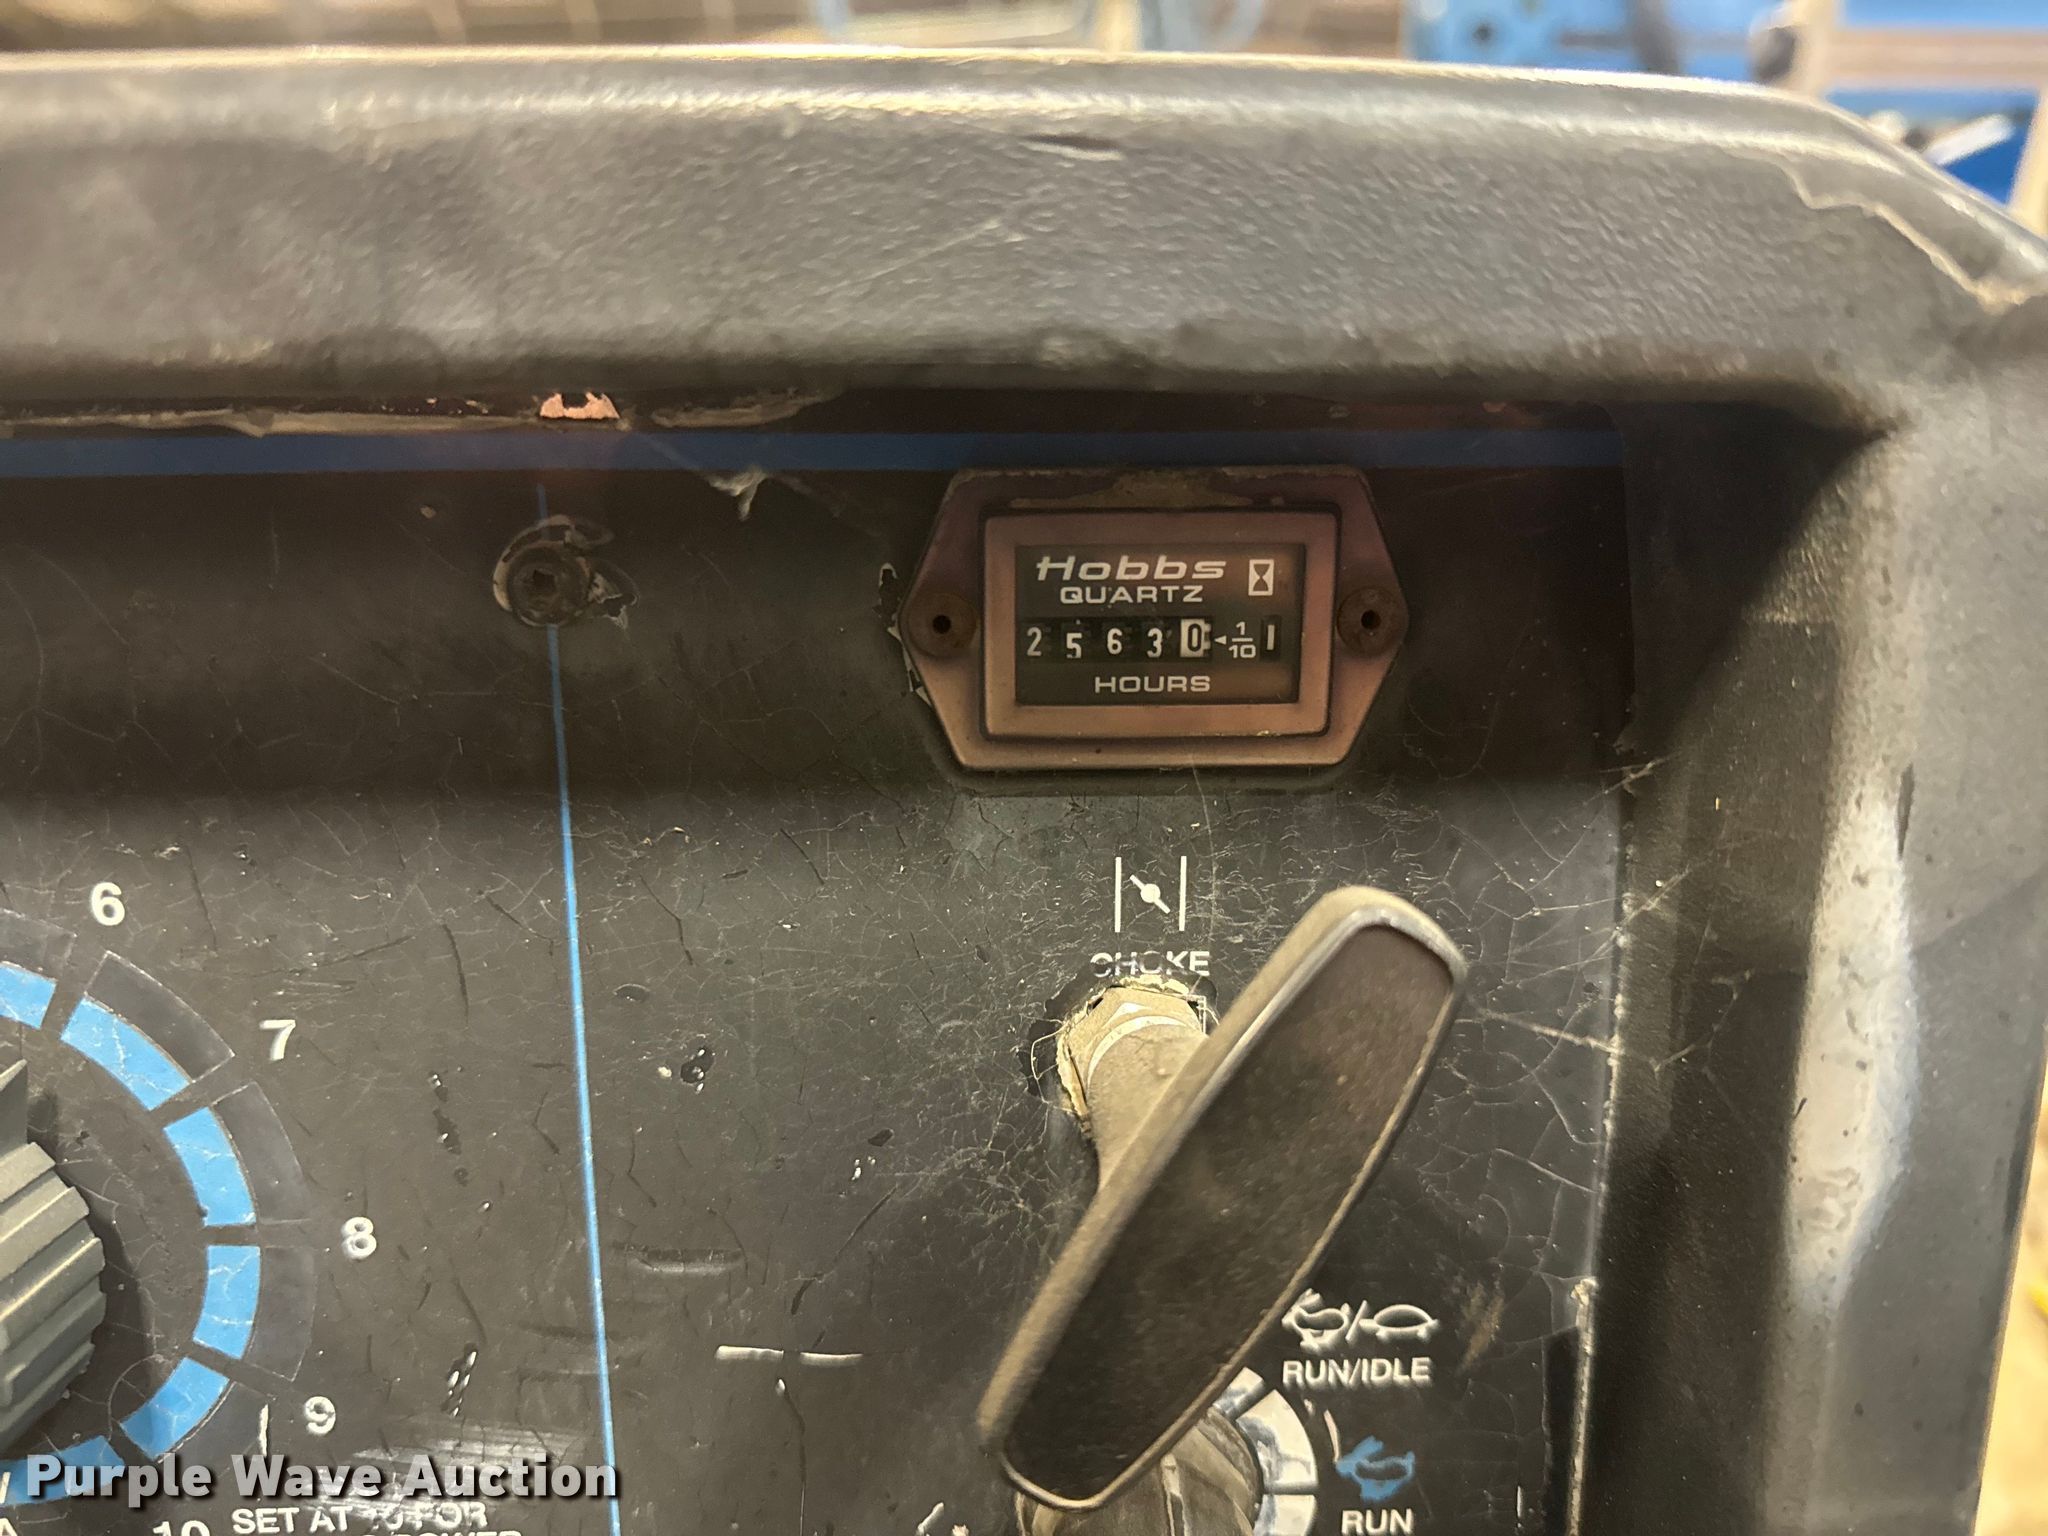 Hobbs
QUARTZ
2 5 6 3 0 ◄ 1/10
HOURS
CHOKE
6
7
8
9
10
RUN/IDLE
RUN
SET AT 10 FOR
Purple Wave Auction